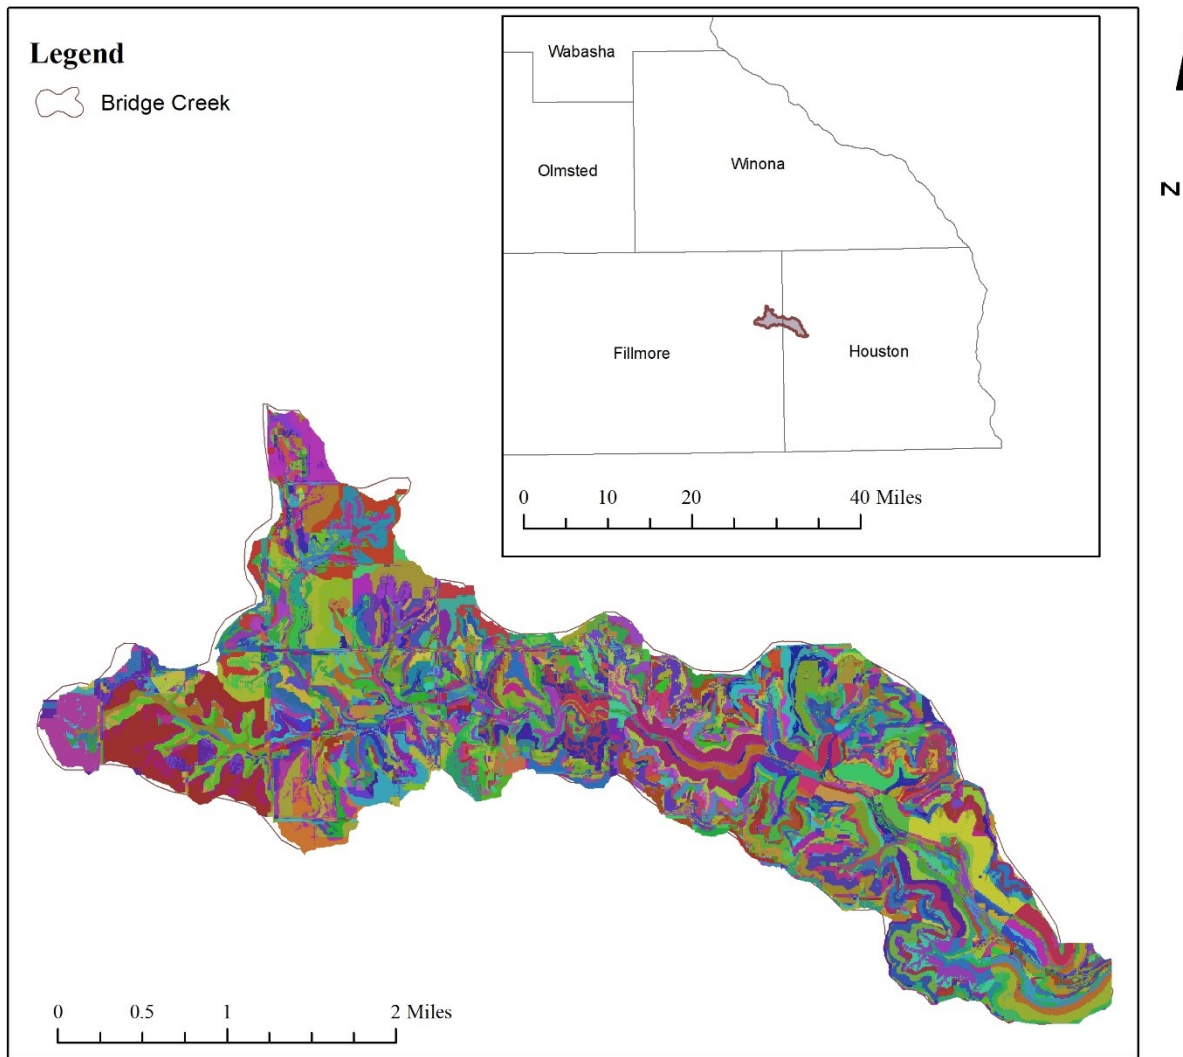 Legend
Bridge Creek
Wabasha
Olmsted
Winona
Fillmore
Houston
0 10 20 40 Miles
0 0.5 1 2 Miles
N